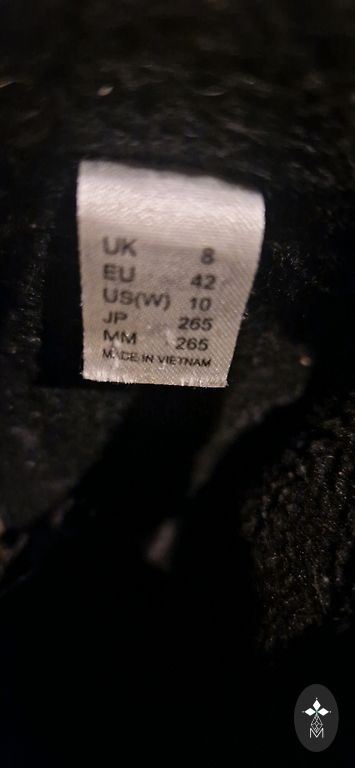 UK 8
EU 42
US(W) 10
JP 265
MM 265
MADE IN VIETNAM
M